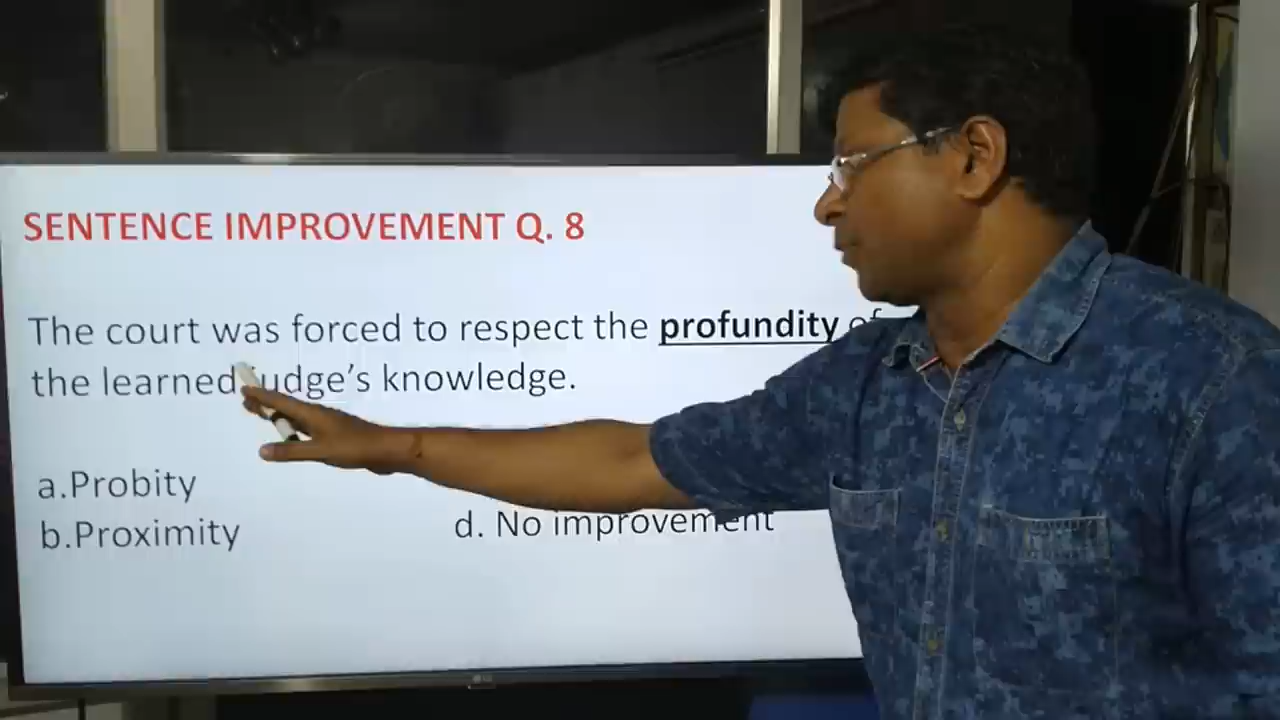 SENTENCE IMPROVEMENT Q. 8
The court was forced to respect the profundity of
the learned judge's knowledge.
a.Probity
b.Proximity
d. No improvement